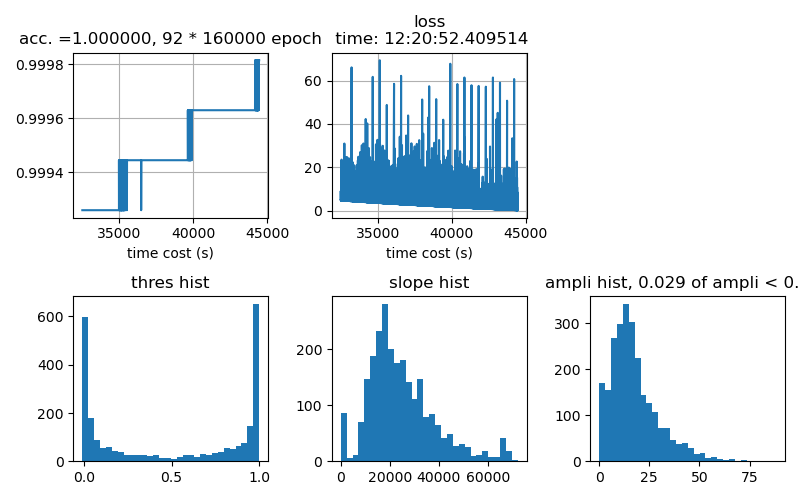 acc. =1.000000, 92 * 160000 epoch
loss
time: 12:20:52.409514
0.9998
0.9996
0.9994
35000 40000 45000
time cost (s)
60
40
20
0
35000 40000 45000
time cost (s)
thres hist
600
400
200
0
0.0 0.5 1.0
slope hist
200
100
0
0 20000 40000 60000
ampli hist, 0.029 of ampli < 0.
300
200
100
0
0 25 50 75